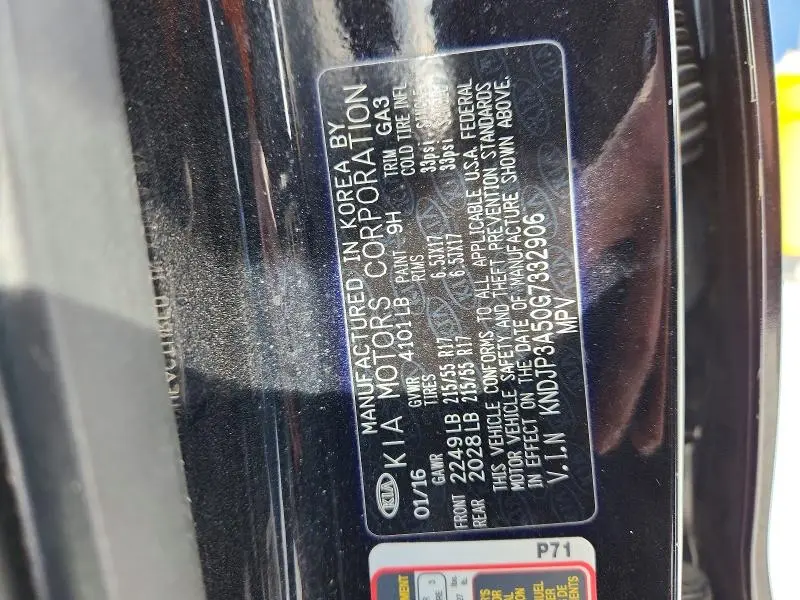 MANUFACTURED IN KOREA BY
KIA KIA MOTORS CORPORATION
01/16 GVWR 4101LB PAINT 9H TRIM GA3
GAWR TIRES RIMS COLD TIRE INFL
FRONT 2249LB 215/55 R17 6.5JX17 33psi
REAR 2028LB 215/55 R17 6.5JX17 33psi
THIS VEHICLE CONFORMS TO ALL APPLICABLE U.S.A. FEDERAL
MOTOR VEHICLE SAFETY AND THEFT PREVENTION STANDARDS
IN EFFECT ON THE DATE OF MANUFACTURE SHOWN ABOVE.
V.I.N KNDJP3A50G7332906
MPV
P71